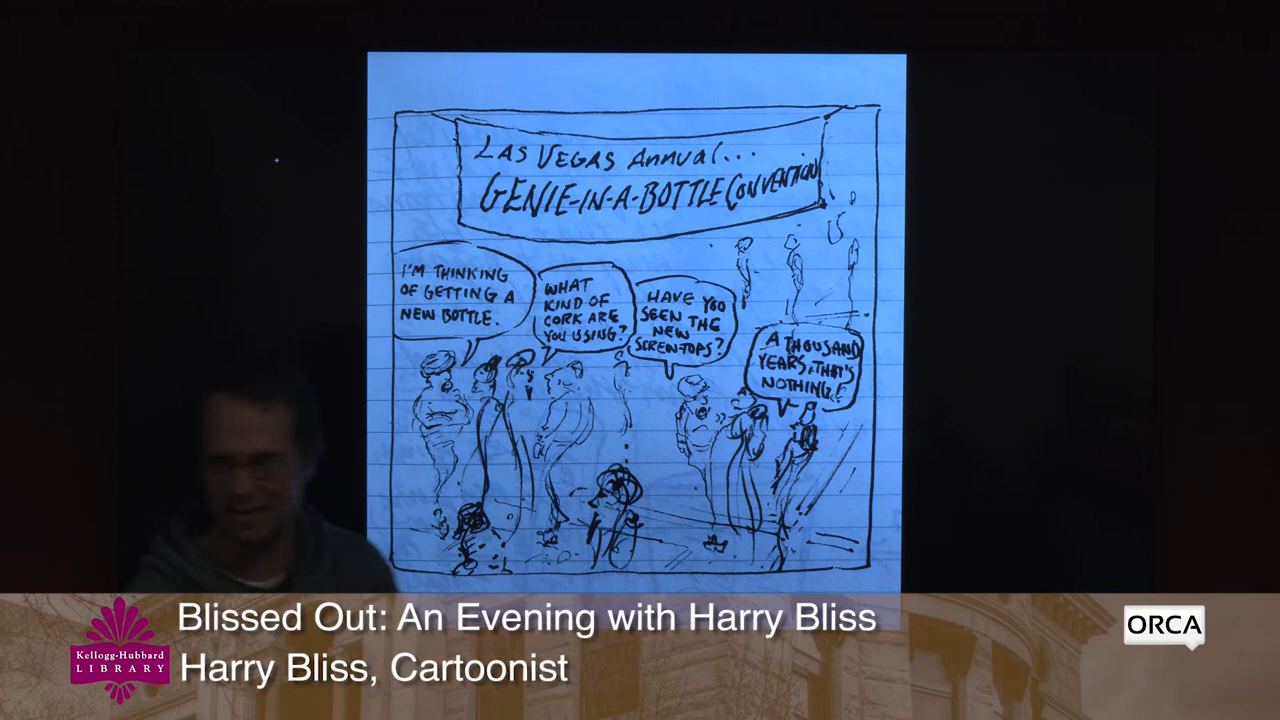 LAS VEGAS ANNUAL...
GENIE-IN-A-BOTTLE CONVENTION
I'M THINKING
OF GETTING A
NEW BOTTLE.
WHAT
KIND OF
CORK ARE
YOU USING?
HAVE YOU
SEEN THE
NEW
SCREW-TOPS?
A THOUSAND
YEARS, THAT'S
NOTHING!
Blissed Out: An Evening with Harry Bliss
Harry Bliss, Cartoonist
Kellogg-Hubbard
LIBRARY
ORCA